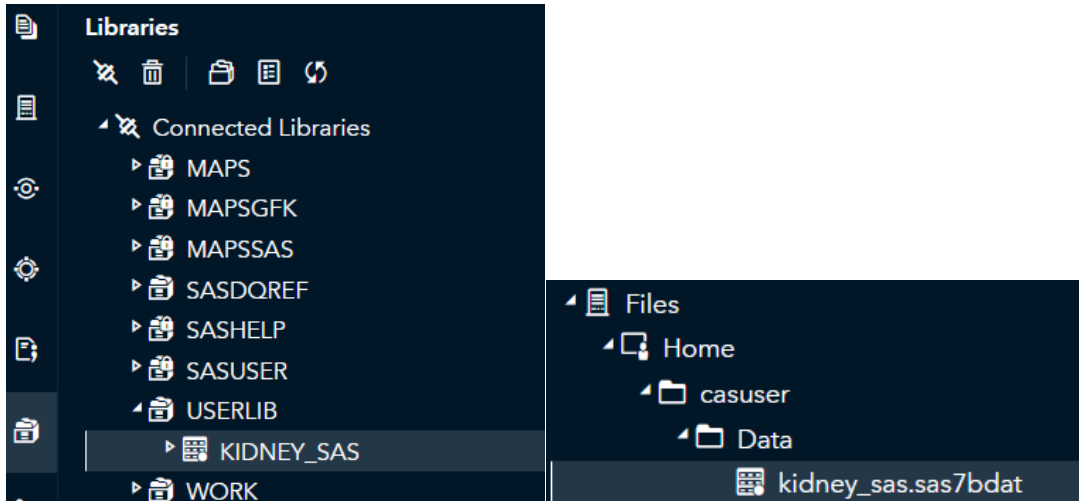 Libraries
Connected Libraries
MAPS
MAPSGFK
MAPSSAS
SASDQREF
SASHELP
SASUSER
USERLIB
KIDNEY_SAS
WORK
Files
Home
casuser
Data
kidney_sas.sas7bdat